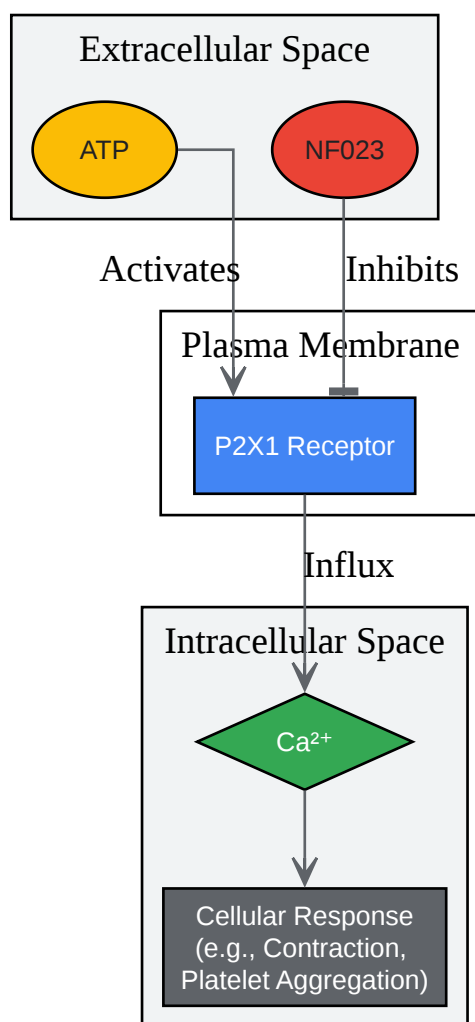 Extracellular Space
ATP
NF023
Activates
Inhibits
Plasma Membrane
P2X1 Receptor
Influx
Intracellular Space
Ca²⁺
Cellular Response
(e.g., Contraction,
Platelet Aggregation)